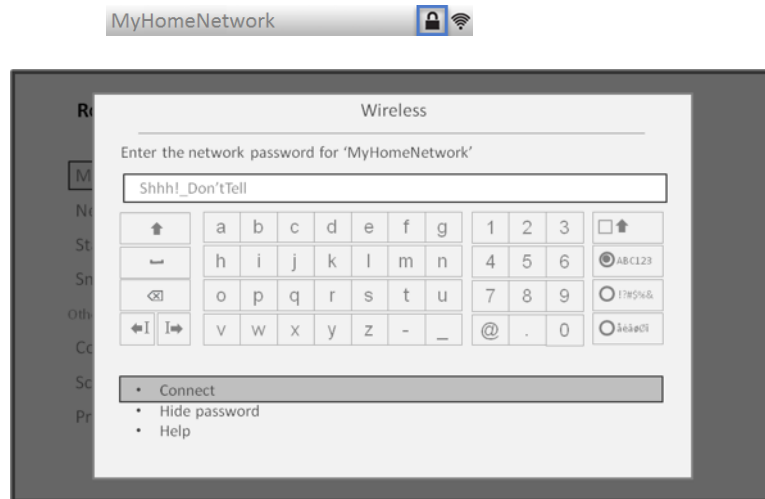 MyHomeNetwork
Wireless
Enter the network password for ‘MyHomeNetwork’
Shhh!_Don’tTell
a b c d e f g 1 2 3
h i j k l m n 4 5 6 ABC123
o p q r s t u 7 8 9 !?#$%&
v w x y z - _ @ . 0
• Connect
• Hide password
• Help